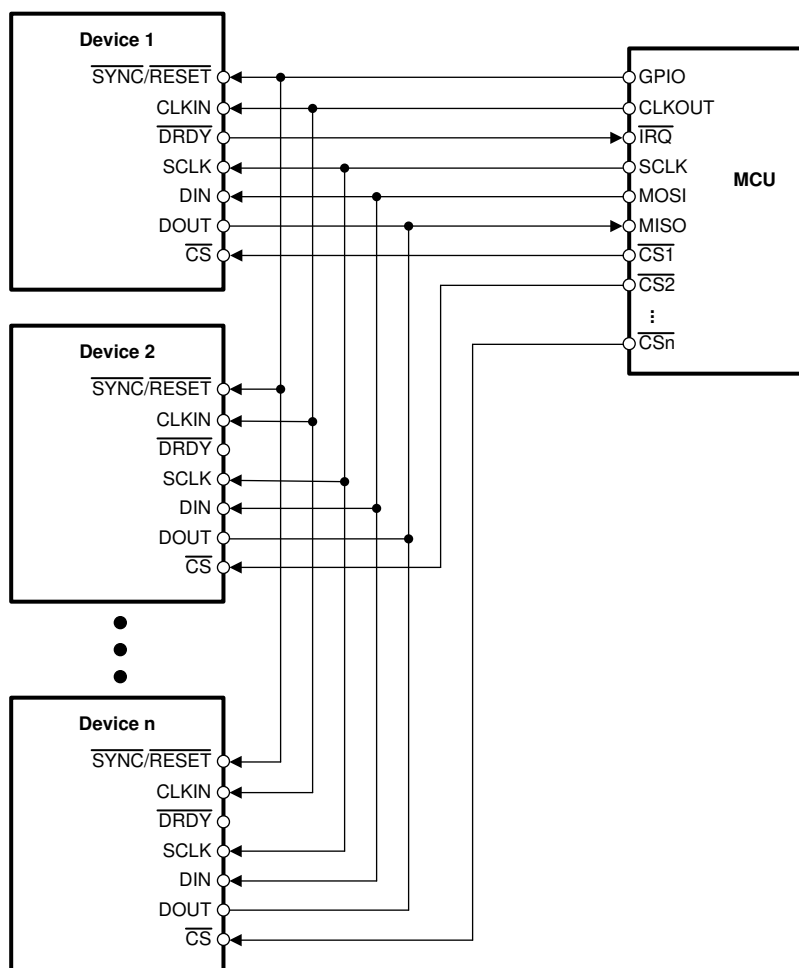 Device 1
SYNC/RESET
CLKIN
DRDY
SCLK
DIN
DOUT
CS
GPIO
CLKOUT
IRQ
SCLK
MOSI
MISO
CS1
CS2
⋮
CSn
MCU
Device 2
SYNC/RESET
CLKIN
DRDY
SCLK
DIN
DOUT
CS
Device n
SYNC/RESET
CLKIN
DRDY
SCLK
DIN
DOUT
CS